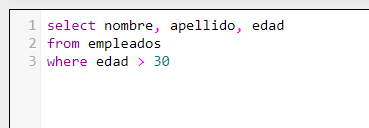 1 select nombre, apellido, edad
2 from empleados
3 where edad > 30